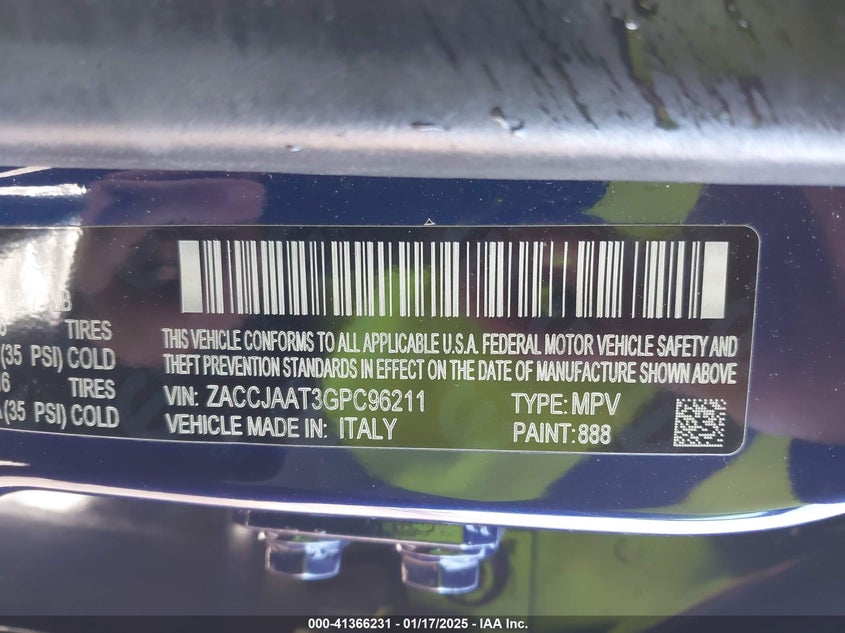 TIRES
(35 PSI) COLD
TIRES
(35 PSI) COLD
THIS VEHICLE CONFORMS TO ALL APPLICABLE U.S.A. FEDERAL MOTOR VEHICLE SAFETY AND
THEFT PREVENTION STANDARDS IN EFFECT ON THE DATE OF MANUFACTURE SHOWN ABOVE
VIN: ZACCJAAT3GPC96211 TYPE: MPV
VEHICLE MADE IN: ITALY PAINT: 888
000-41366231 - 01/17/2025 - IAA Inc.